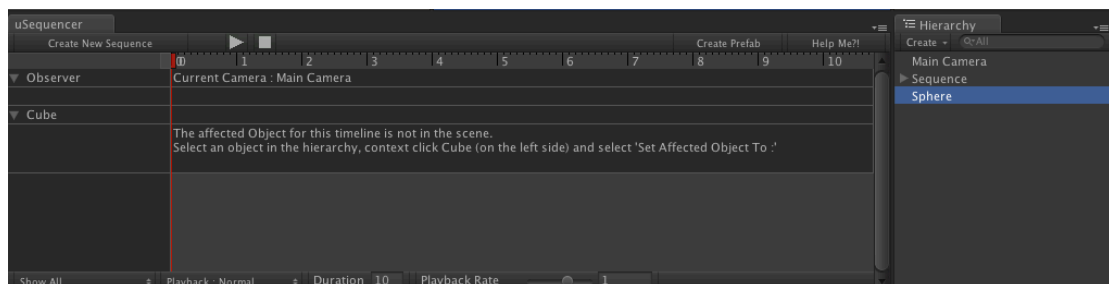 uSequencer
Create New Sequence
Create Prefab
Help Me?!
0 1 2 3 4 5 6 7 8 9 10
Observer
Current Camera : Main Camera
Cube
The affected Object for this timeline is not in the scene.
Select an object in the hierarchy, context click Cube (on the left side) and select 'Set Affected Object To :'
Show All
Playback : Normal
Duration 10
Playback Rate
1
Hierarchy
Create
All
Main Camera
Sequence
Sphere